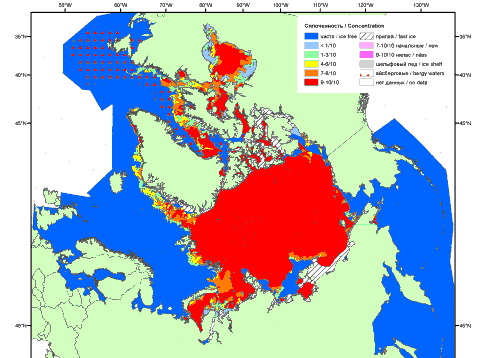 50°W 60°W 70°W 80°W 90°W 100°W 110°W 120°W 130°W
35°N 35°N
40°N 40°N
45°N 45°N
45°N 45°N
Сплоченность / Concentration
чисто / ice free
< 1/10
1-3/10
4-6/10
7-8/10
9-10/10
припай / fast ice
7-10/10 начальные / new
9-10/10 нилас / nilas
шельфовый лед / ice shelf
айсберговые / bergy waters
нет данных / no data